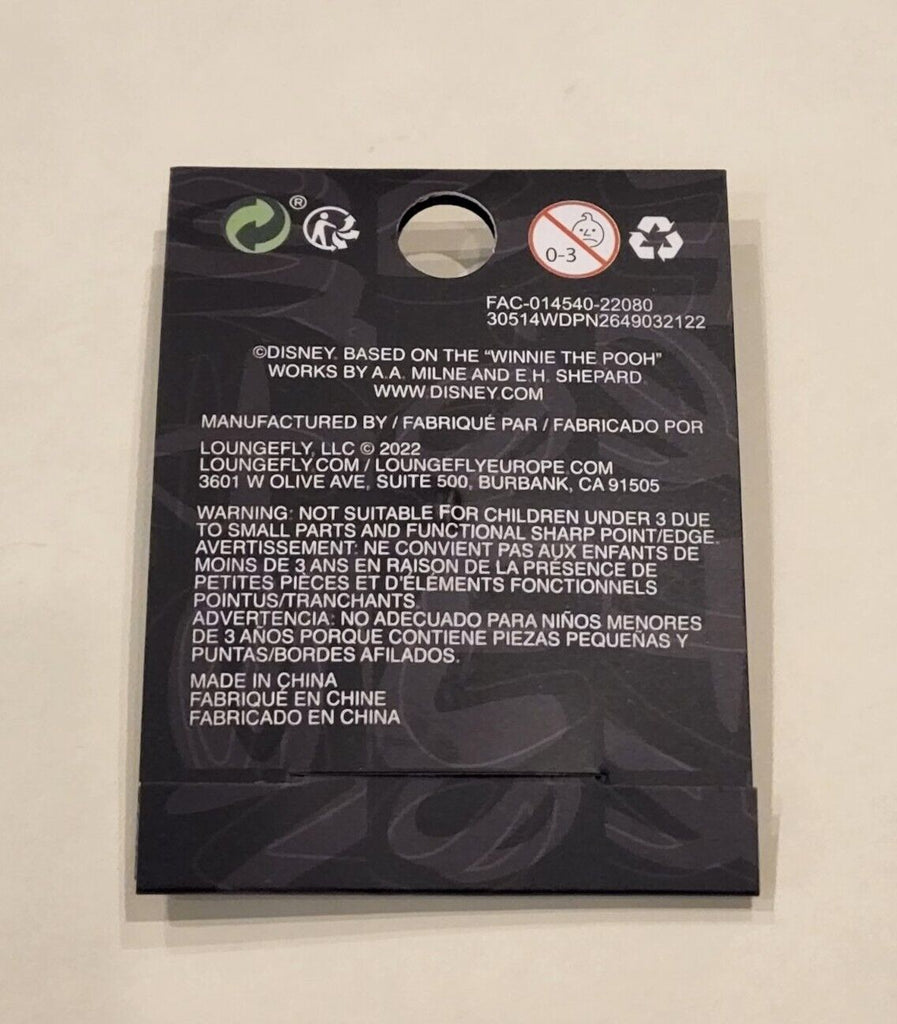 ®
0-3
FAC-014540-22080
30514WDPN2649032122
©DISNEY. BASED ON THE "WINNIE THE POOH"
WORKS BY A.A. MILNE AND E.H. SHEPARD.
WWW.DISNEY.COM
MANUFACTURED BY / FABRIQUÉ PAR / FABRICADO POR
LOUNGEFLY, LLC © 2022
LOUNGEFLY.COM / LOUNGEFLYEUROPE.COM
3601 W OLIVE AVE, SUITE 500, BURBANK, CA 91505
WARNING: NOT SUITABLE FOR CHILDREN UNDER 3 DUE
TO SMALL PARTS AND FUNCTIONAL SHARP POINT/EDGE.
AVERTISSEMENT: NE CONVIENT PAS AUX ENFANTS DE
MOINS DE 3 ANS EN RAISON DE LA PRÉSENCE DE
PETITES PIÈCES ET D'ÉLÉMENTS FONCTIONNELS
POINTUS/TRANCHANTS.
ADVERTENCIA: NO ADECUADO PARA NIÑOS MENORES
DE 3 AÑOS PORQUE CONTIENE PIEZAS PEQUEÑAS Y
PUNTAS/BORDES AFILADOS.
MADE IN CHINA
FABRIQUÉ EN CHINE
FABRICADO EN CHINA